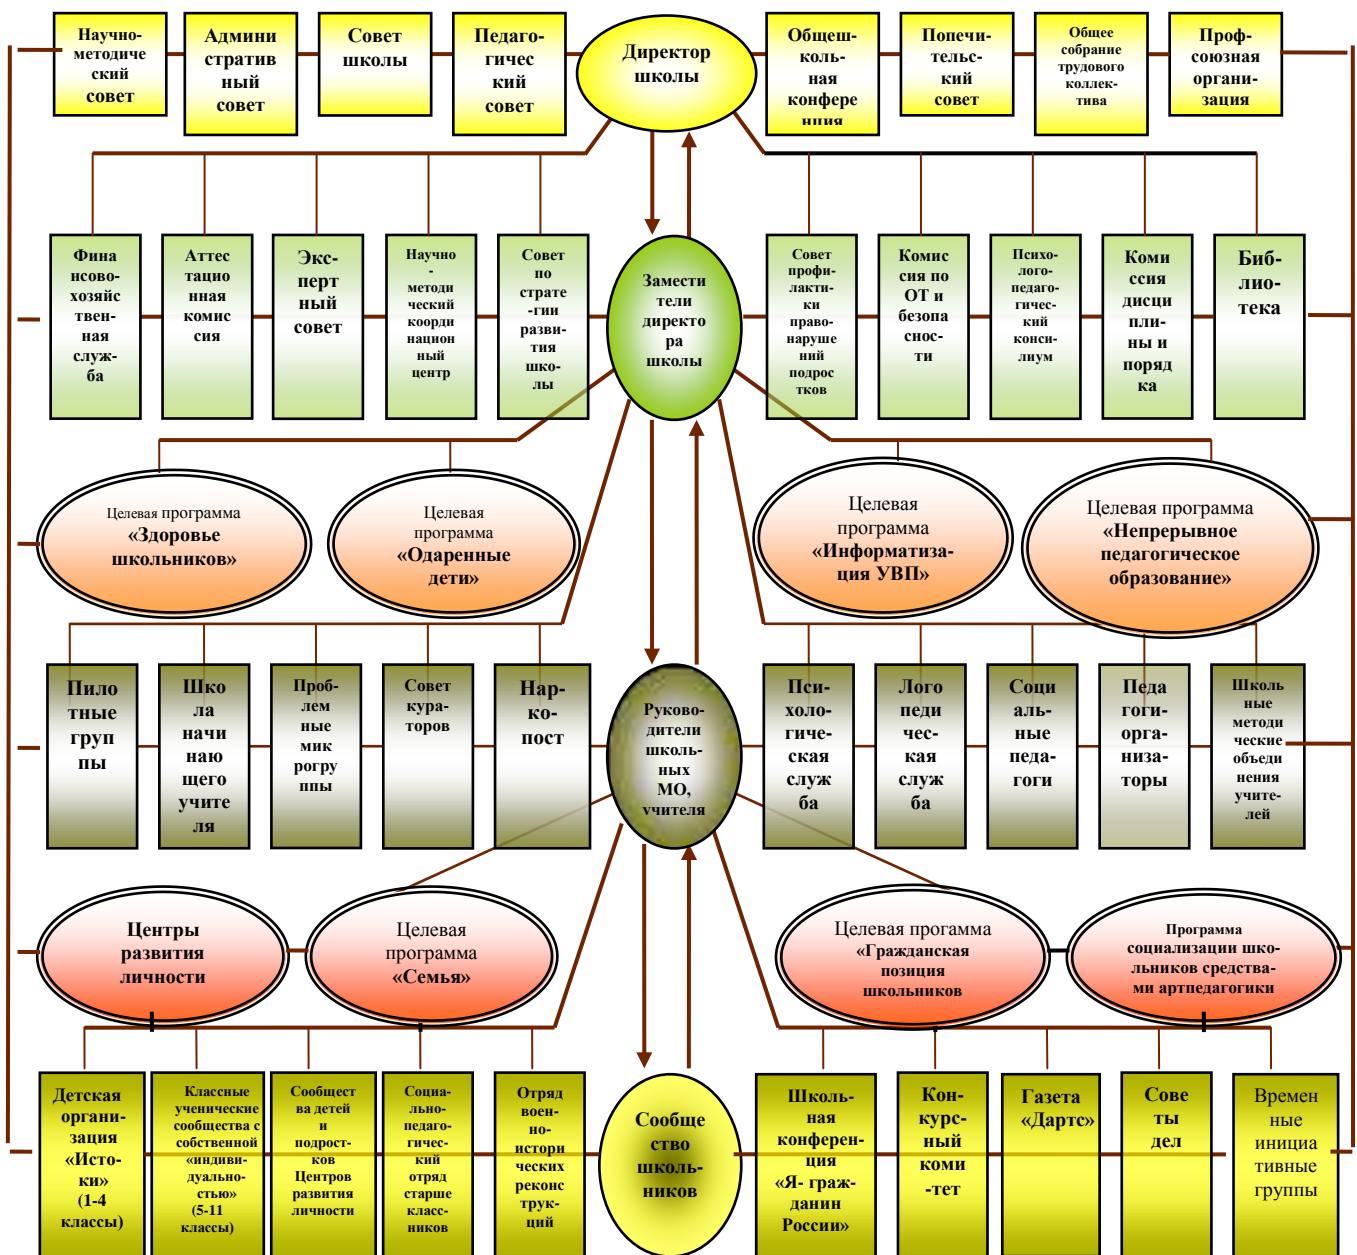 Научно-
методиче
ский
совет
Админи
стратив
ный
совет
Совет
школы
Педаго-
гичес
кий
совет
Директор
школы
Общеш
коль-
ная
конфере
нция
Попечи
тельс-
кий
совет
Общее
собрание
трудового
коллек-
тива
Проф-
союзная
органи-
зация
Фина
нсово-
хозяйс
твен-
ная
служ-
ба
Аттес
тацио
нная
комис
сия
Экс-
перт
ный
совет
Научно
-
методи
ческий
коорди
национ
ный
центр
Совет
по
страте
-гии
разви-
тия
шко-
лы
Замести
тели
директо
ра
школы
Совет
профи-
лакти-
ки
право-
наруше
ний
подрос
тков
Комис
сия по
ОТ и
безопа
снос-
ти
Психо-
лого-
педаго-
гичес-
кий
конси-
лиум
Коми
ссия
дисци
пли-
ны и
поряд
ка
Биб-
лио-
тека
Целевая программа
«Здоровье
школьников»
Целевая
программа
«Одаренные
дети»
Целевая
программа
«Информатиза-
ция УВП»
Целевая программа
«Непрерывное
педагогическое
образование»
Пило
тные
груп
пы
Шко
ла
начи
наю
щего
учите
ля
Проб-
лем
ные
мик
рогру
ппы
Совет
кура-
торов
Нар-
ко-
пост
Руково-
дители
школь-
ных
МО,
учителя
Пси-
холо-
гиче-
ская
служ
ба
Лого
педи
чес-
кая
служ
ба
Соци
аль-
ные
педа-
гоги
Педа
гоги-
орга-
низа-
торы
Школь
ные
методи
ческие
объеди
нения
учите-
лей
Центры
развития
личности
Целевая
программа
«Семья»
Целевая прогамма
«Гражданская
позиция
школьников
Программа
социализации шко-
льников средства-
ми артпедагогики
Детская
органи-
зация
«Исто-
ки»
(1-4
классы)
Классные
ученические
сообщества с
собственной
«индиви-
дуально-
стью»
(5-11
классы)
Сообщест
ва детей
и
подрост-
ков
Центров
развития
личности
Социа-
льно-
педаго-
гичес-
кий
отряд
старше
класс-
ников
Отряд
воен-
но-
истори
ческих
реконс
трук-
ций
Сообще
ство
школь-
ников
Школь-
ная
конферен-
ция
«Я- граж-
данин
России»
Кон-
курс-
ный
коми
-тет
Газета
«Дартс»
Сове
ты
дел
Времен
ные
инициа
тивные
группы